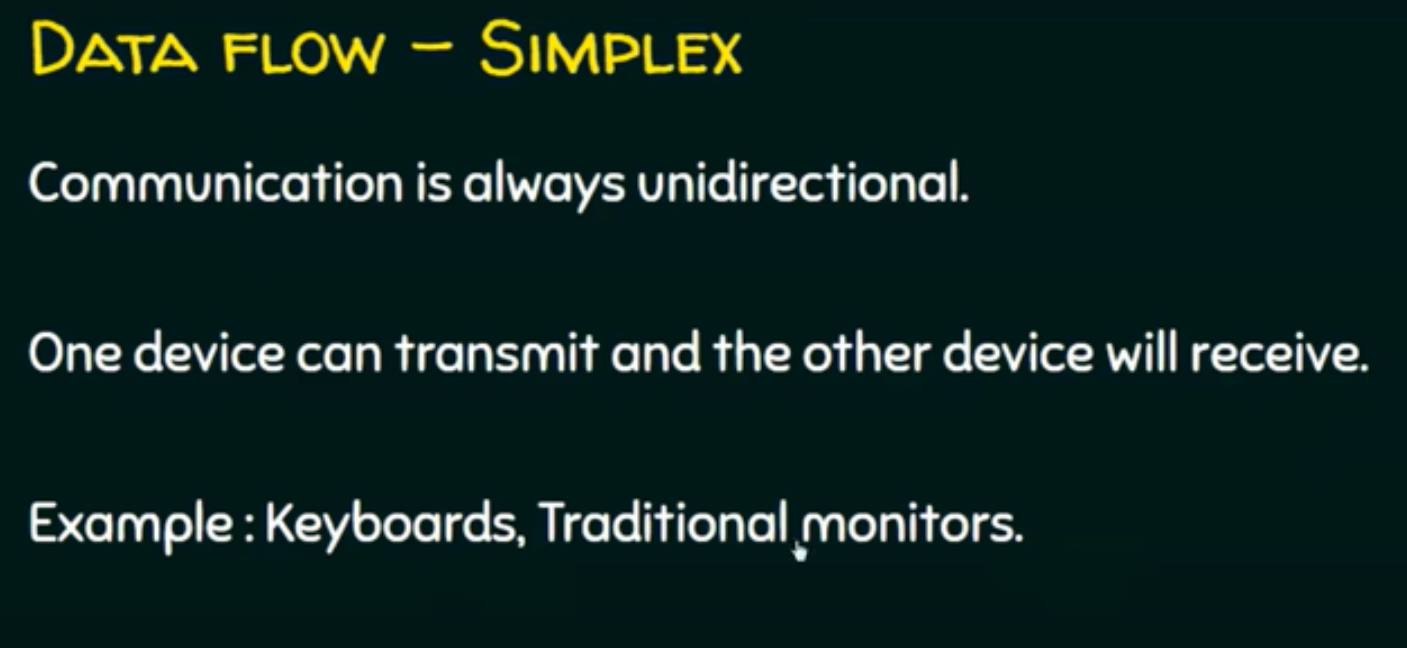 DATA FLOW – SIMPLEX
Communication is always unidirectional.
One device can transmit and the other device will receive.
Example : Keyboards, Traditional monitors.